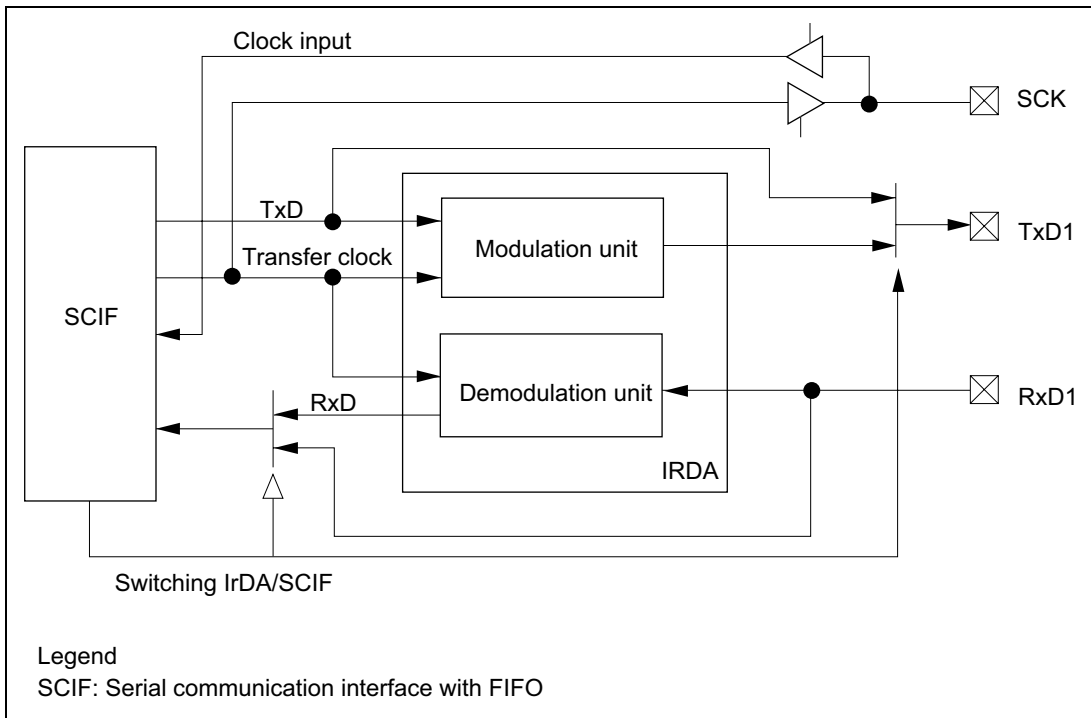 Clock input
SCK
TxD
TxD1
Modulation unit
Transfer clock
SCIF
Demodulation unit
RxD
RxD1
IRDA
Switching IrDA/SCIF
Legend
SCIF: Serial communication interface with FIFO